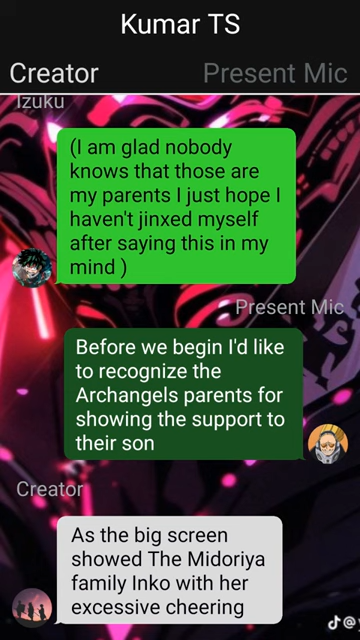 Kumar TS
Creator
Present Mic
Izuku
(I am glad nobody
knows that those are
my parents I just hope I
haven't jinxed myself
after saying this in my
mind )
Present Mic
Before we begin I'd like
to recognize the
Archangels parents for
showing the support to
their son
Creator
As the big screen
showed The Midoriya
family Inko with her
excessive cheering
@